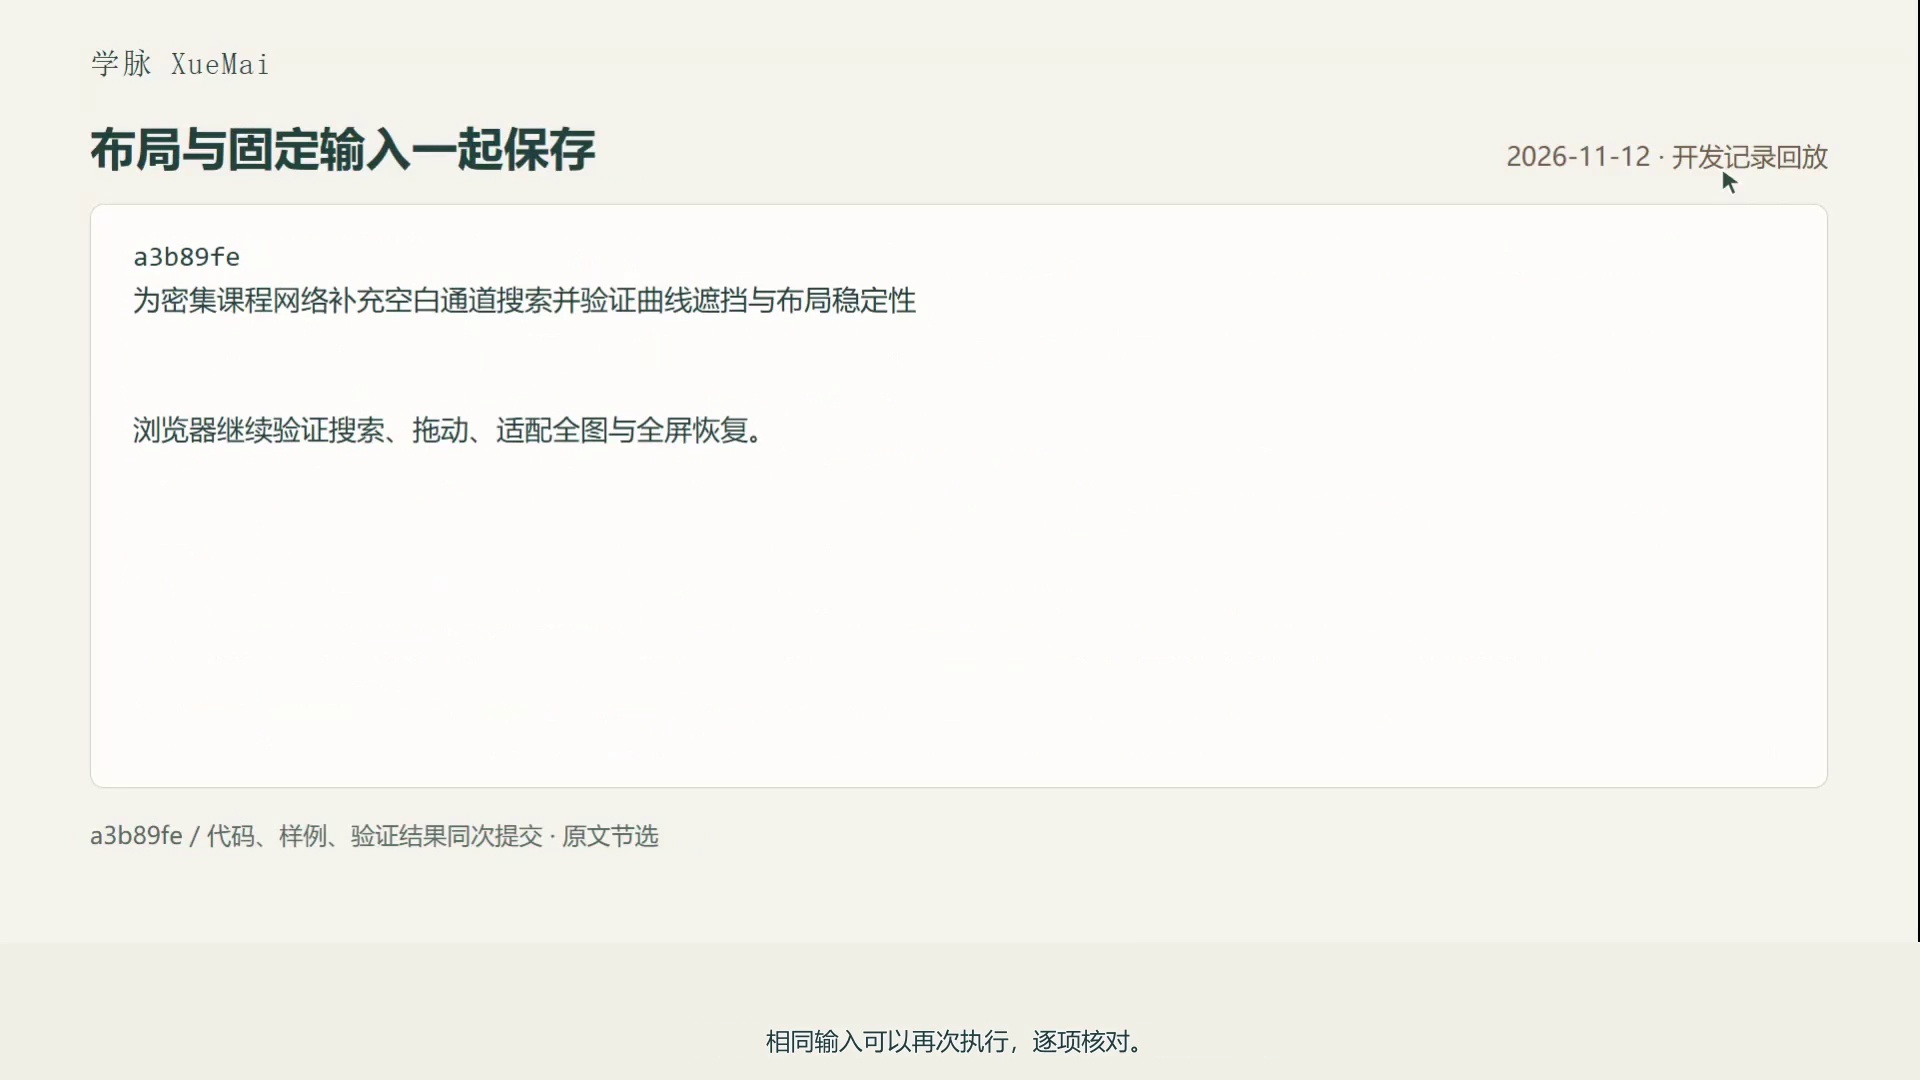 学脉 XueMai
布局与固定输入一起保存
2026-11-12 · 开发记录回放
a3b89fe
为密集课程网络补充空白通道搜索并验证曲线遮挡与布局稳定性
浏览器继续验证搜索、拖动、适配全图与全屏恢复。
a3b89fe / 代码、样例、验证结果同次提交 · 原文节选
相同输入可以再次执行，逐项核对。